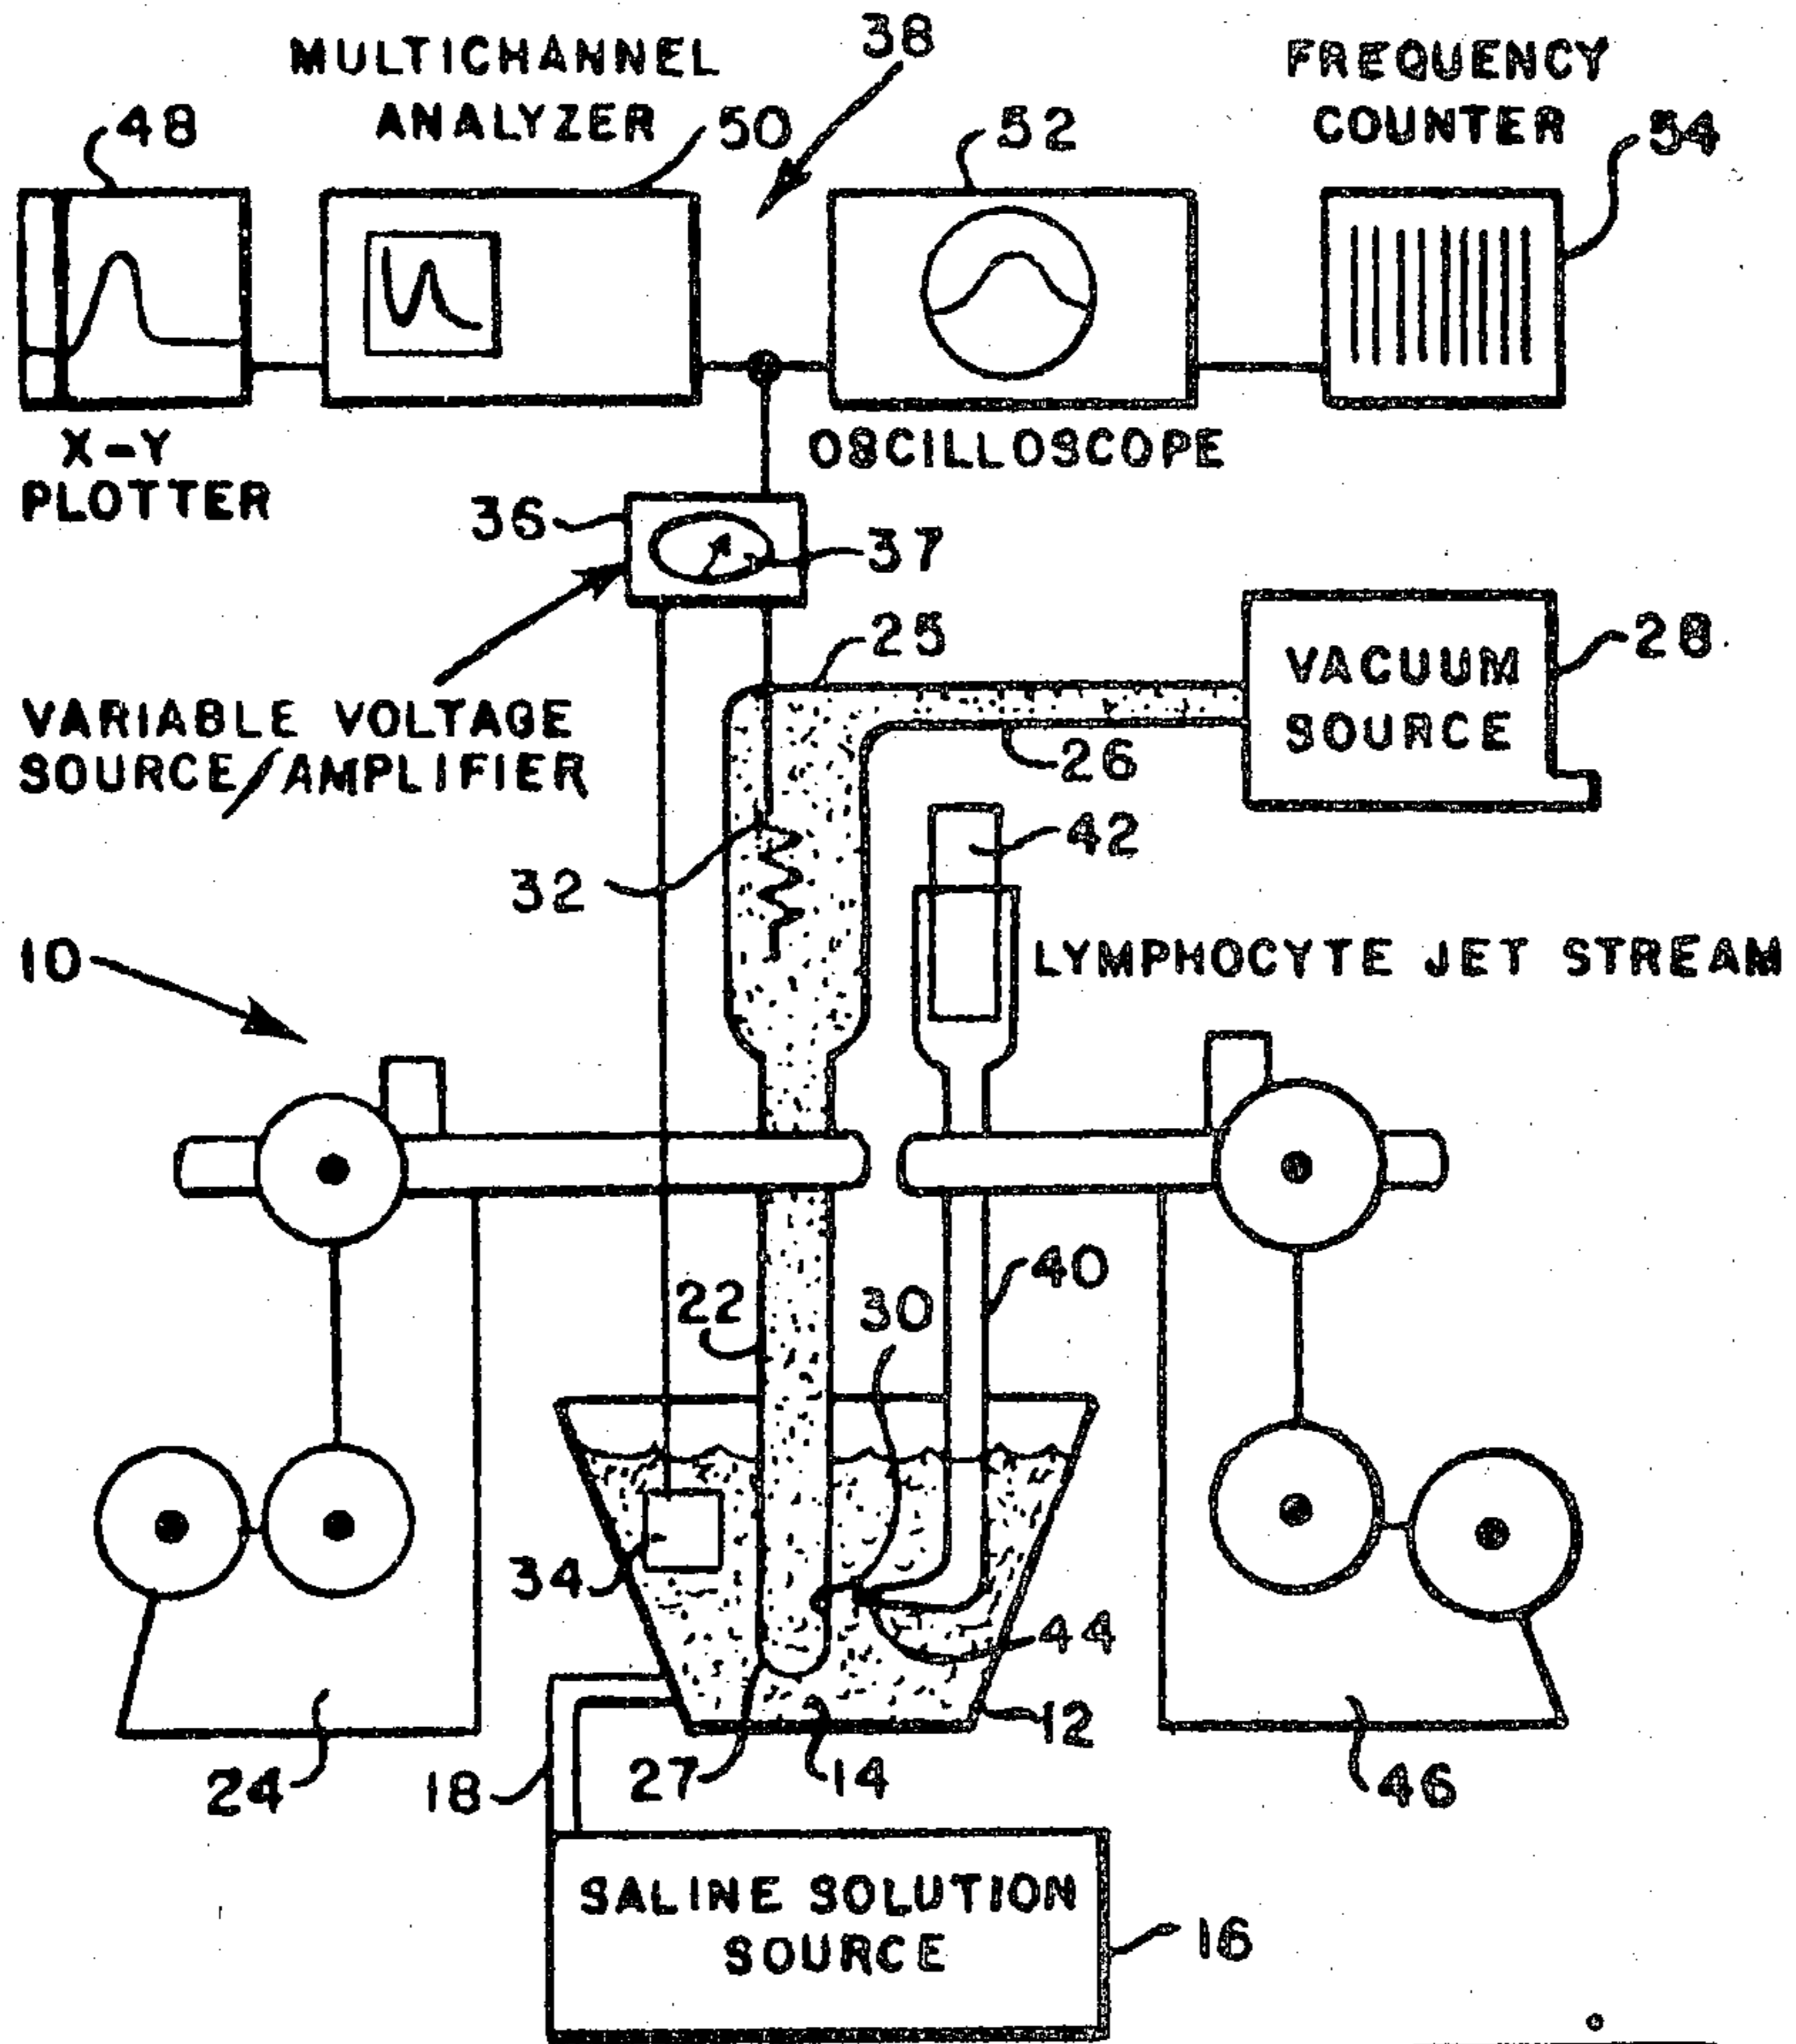 38
MULTICHANNEL
ANALYZER
FREQUENCY
COUNTER
48
50
52
54
X-Y
PLOTTER
OSCILLOSCOPE
36
37
25
VACUUM
SOURCE
28
VARIABLE VOLTAGE
SOURCE/AMPLIFIER
26
42
32
10
LYMPHOCYTE JET STREAM
40
22
30
34
44
12
24
18
27
14
46
SALINE SOLUTION
SOURCE
16